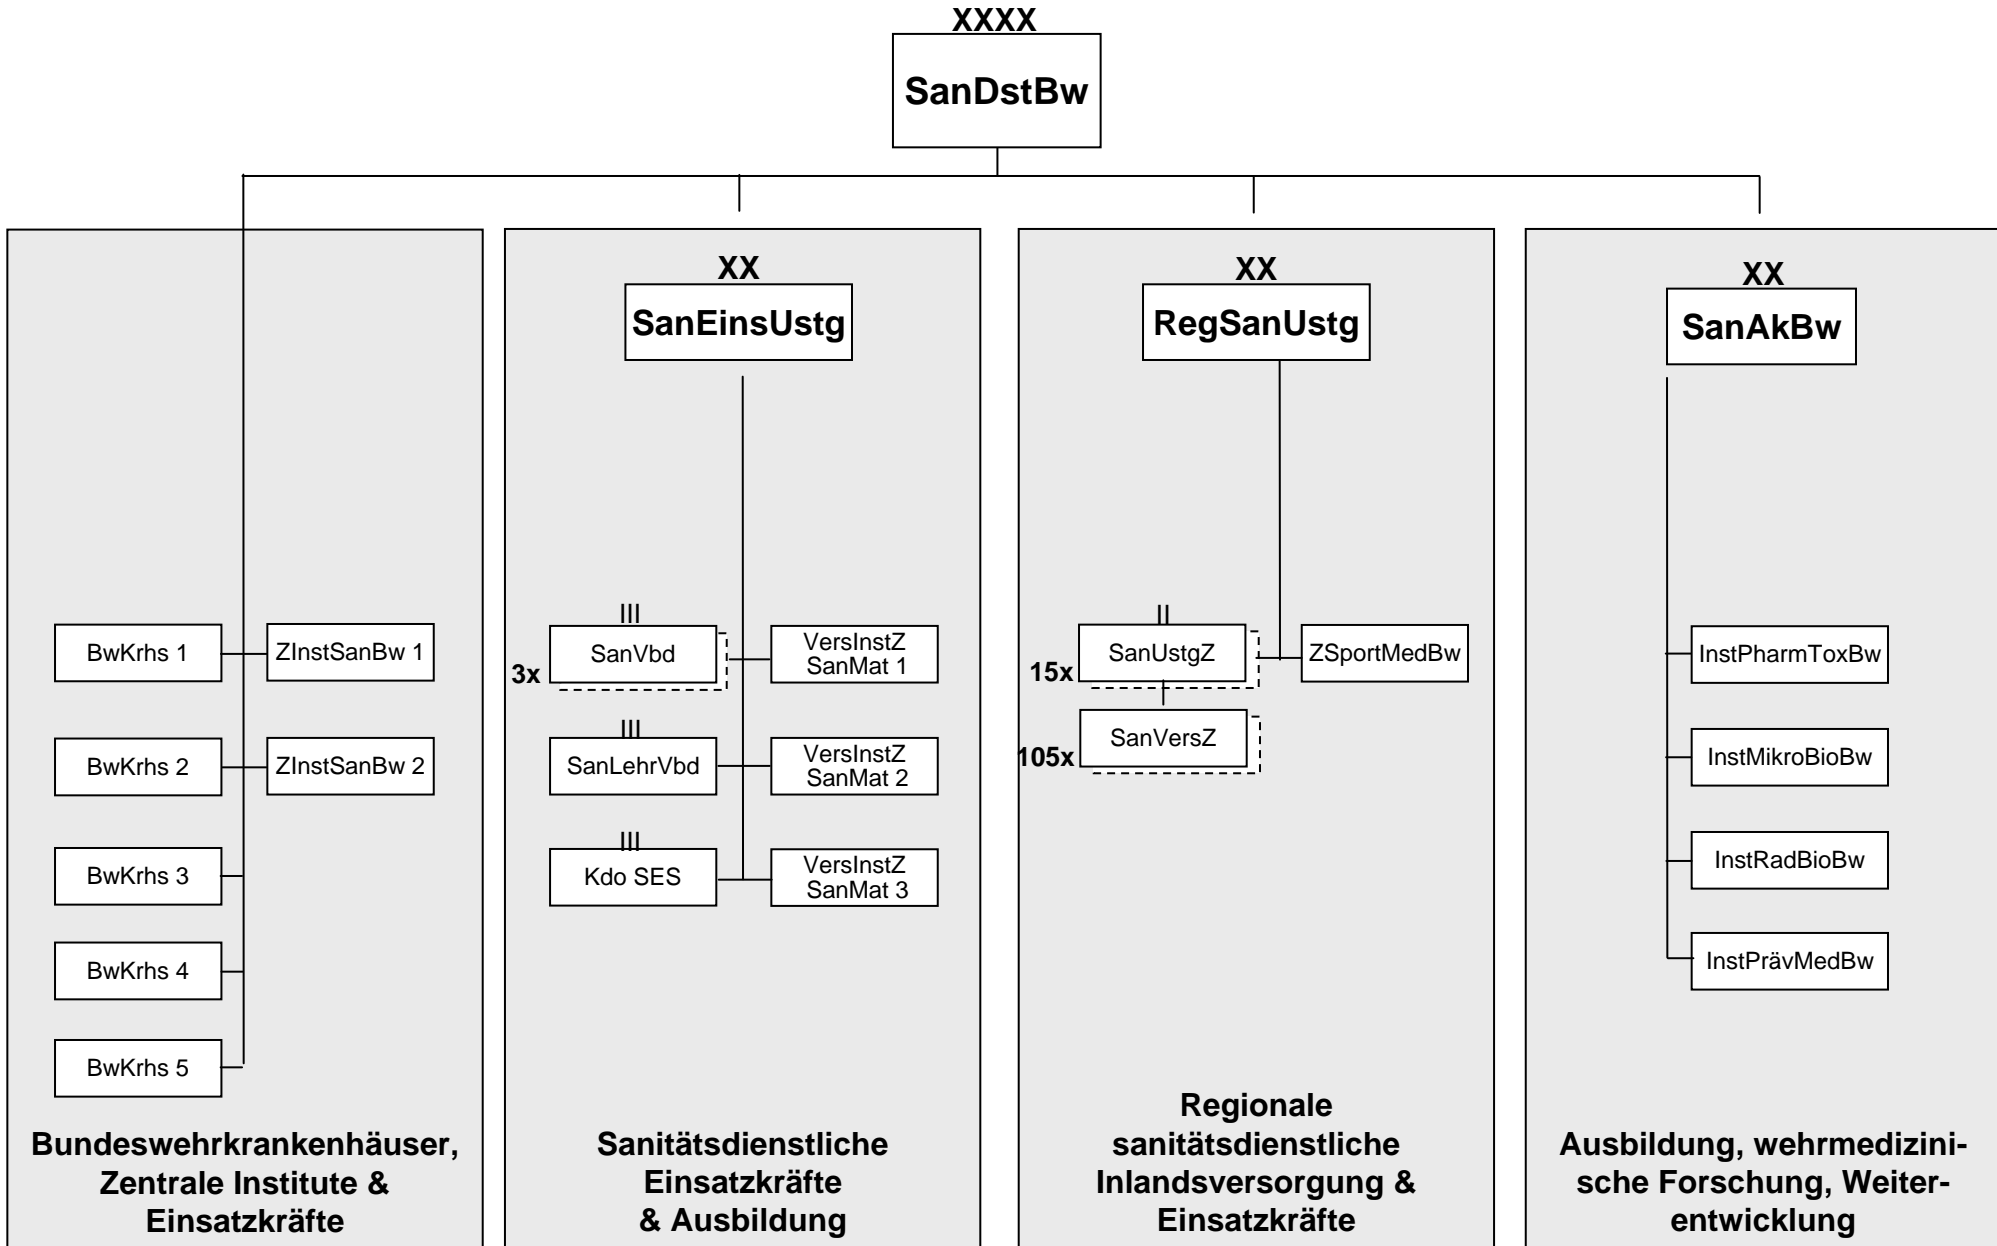 XXXX
SanDstBw
BwKrhs 1
ZInstSanBw 1
BwKrhs 2
ZInstSanBw 2
BwKrhs 3
BwKrhs 4
BwKrhs 5
Bundeswehrkrankenhäuser,
Zentrale Institute &
Einsatzkräfte
XX
SanEinsUstg
III
3x
SanVbd
VersInstZ
SanMat 1
III
SanLehrVbd
VersInstZ
SanMat 2
III
Kdo SES
VersInstZ
SanMat 3
Sanitätsdienstliche
Einsatzkräfte
& Ausbildung
XX
RegSanUstg
II
15x
SanUstgZ
ZSportMedBw
105x
SanVersZ
Regionale
sanitätsdienstliche
Inlandsversorgung &
Einsatzkräfte
XX
SanAkBw
InstPharmToxBw
InstMikroBioBw
InstRadBioBw
InstPrävMedBw
Ausbildung, wehrmedizini-
sche Forschung, Weiter-
entwicklung